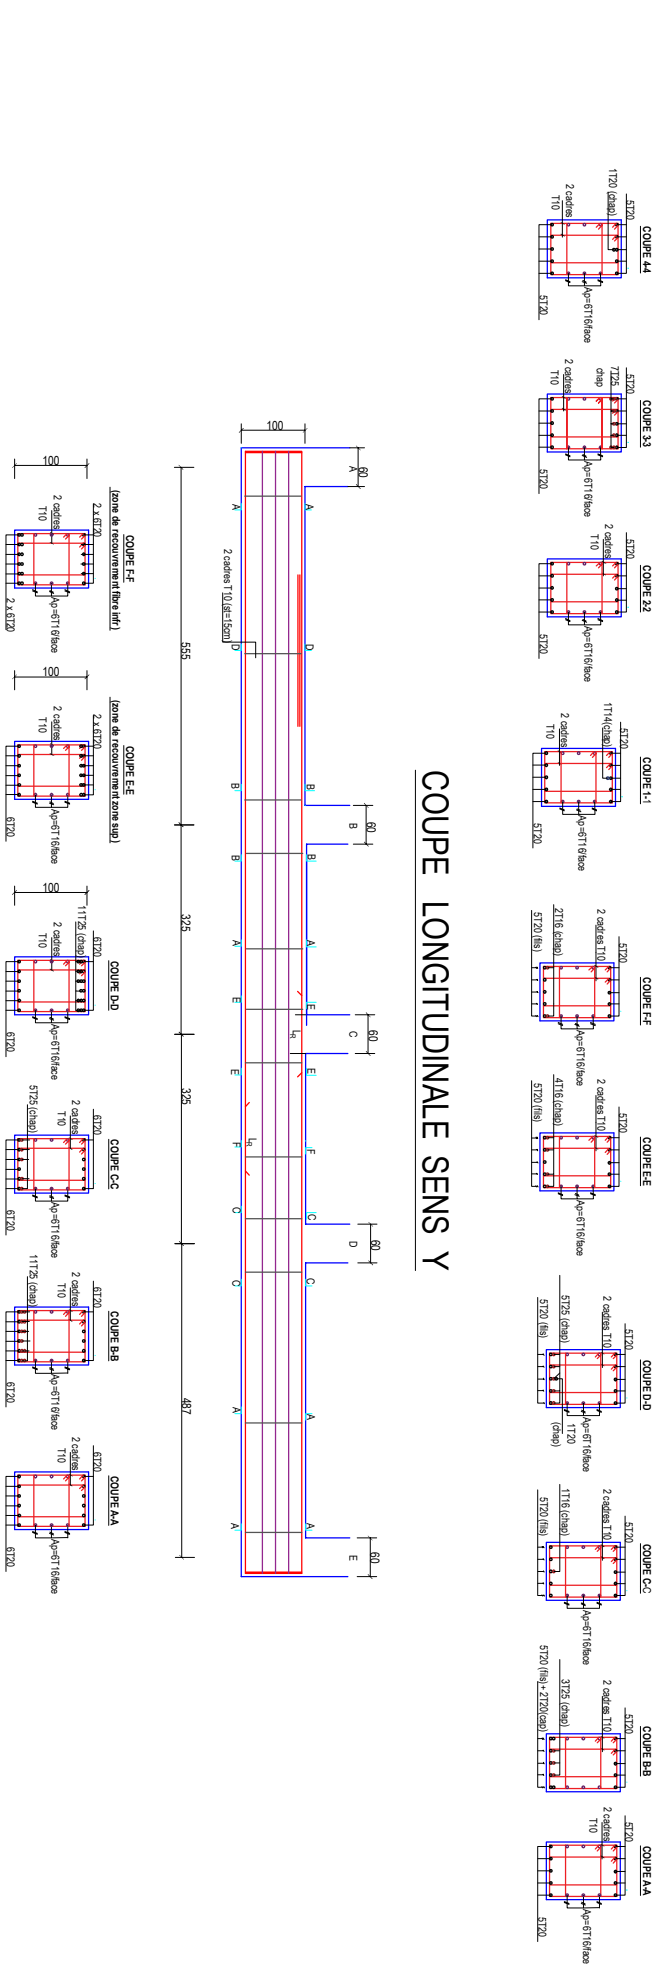 COUPE 4-4
5T20
1T20 (chap)
2 cadres
T10
Ap=6T16/face
5T20
COUPE 3-3
5T20
7T25
chap
2 cadres
T10
Ap=6T16/face
5T20
COUPE 2-2
5T20
2 cadres
T10
Ap=6T16/face
5T20
COUPE 1-1
5T20
1T14(chap)
2 cadres
T10
Ap=6T16/face
5T20
COUPE F-F
5T20
2 cadres T10
2T16 (chap)
5T20 (fils)
Ap=6T16/face
COUPE E-E
5T20
2 cadres T10
4T16 (chap)
5T20 (fils)
Ap=6T16/face
COUPE D-D
5T20
2 cadres T10
5T25 (chap)
5T20 (fils)
Ap=6T16/face
1T20
(chap)
COUPE C-C
5T20
2 cadres T10
1T16 (chap)
5T20 (fils)
Ap=6T16/face
COUPE B-B
5T20
2 cadres T10
3T25 (chap)
5T20 (fils)+ 2T20(cap)
COUPE A-A
5T20
2 cadres
T10
Ap=6T16/face
5T20
COUPE LONGITUDINALE SENS Y
60
60
60
60
60
A
B
C
D
E
100
A
D
B
B
A
E
E
F
C
C
A
A
2 cadres T10 (st=15cm)
LR
LR
A
D
B
B
A
E
E
F
C
C
A
A
555
325
325
487
COUPE F-F
(zone de recouvrement fibre infr)
100
2 x 6T20
2 cadres
T10
Ap=6T16/face
2 x 6T20
COUPE E-E
(zone de recouvrement zone sup)
100
2 x 6T20
2 cadres
T10
Ap=6T16/face
6T20
COUPE D-D
100
6T20
11T25 (chap)
2 cadres
T10
Ap=6T16/face
6T20
COUPE C-C
6T20
2 cadres
T10
5T25 (chap)
Ap=6T16/face
6T20
COUPE B-B
6T20
2 cadres
T10
11T25 (chap)
Ap=6T16/face
6T20
COUPE A-A
6T20
2 cadres
T10
Ap=6T16/face
6T20